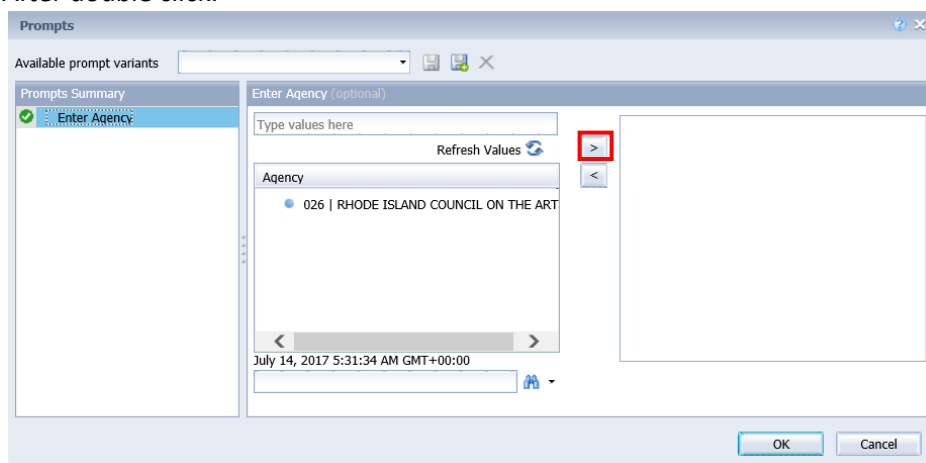 After double click:
Prompts
Available prompt variants
Prompts Summary
Enter Agency (optional)
Enter Agency
Type values here
Refresh Values
>
<
Agency
026 | RHODE ISLAND COUNCIL ON THE ART
July 14, 2017 5:31:34 AM GMT+00:00
OK
Cancel